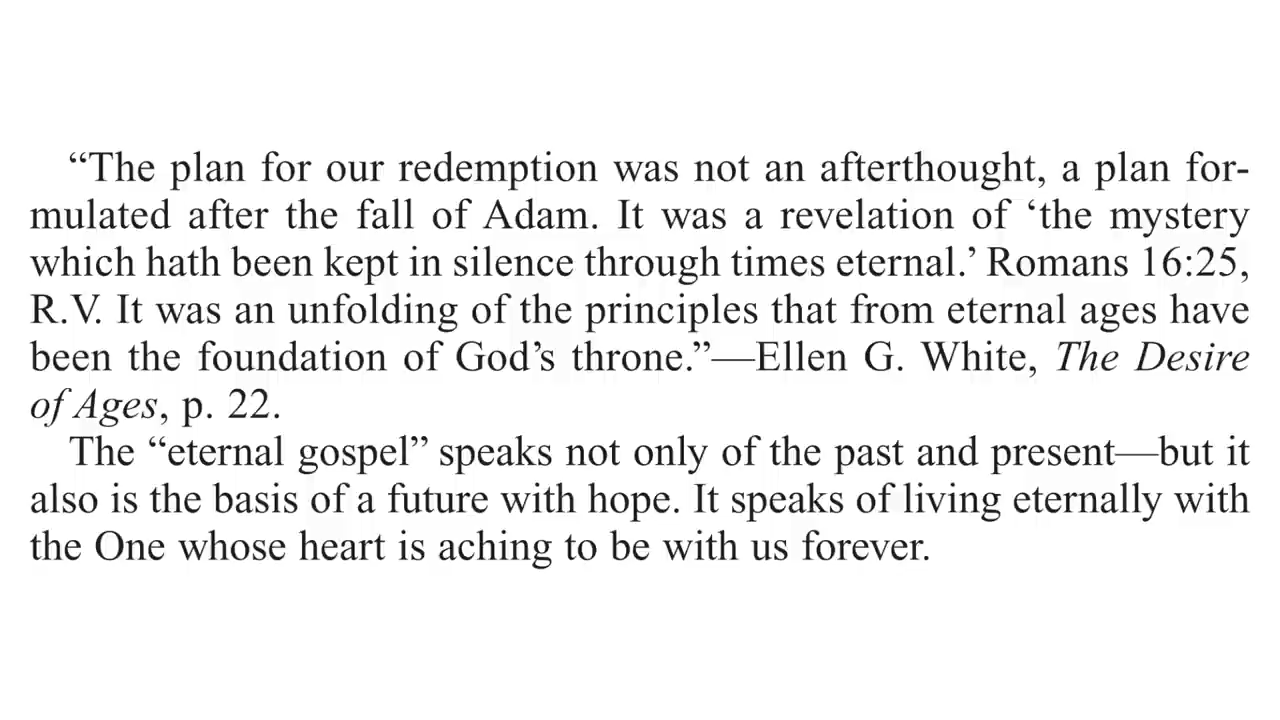 “The plan for our redemption was not an afterthought, a plan for-
mulated after the fall of Adam. It was a revelation of ‘the mystery
which hath been kept in silence through times eternal.’ Romans 16:25,
R.V. It was an unfolding of the principles that from eternal ages have
been the foundation of God’s throne.”—Ellen G. White, The Desire
of Ages, p. 22.
The “eternal gospel” speaks not only of the past and present—but it
also is the basis of a future with hope. It speaks of living eternally with
the One whose heart is aching to be with us forever.